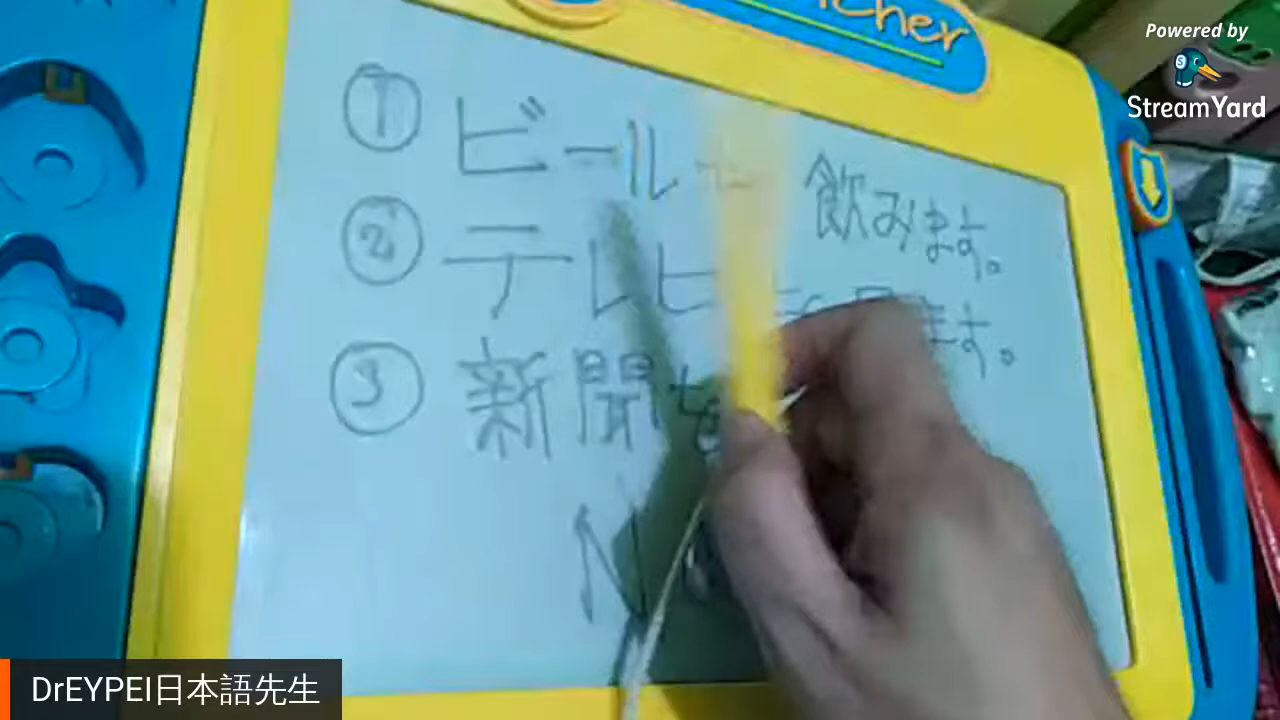 Powered by
StreamYard
① ビール 飲みます。
② テレビ ます。
③ 新聞を
N
DrEYPEI日本語先生